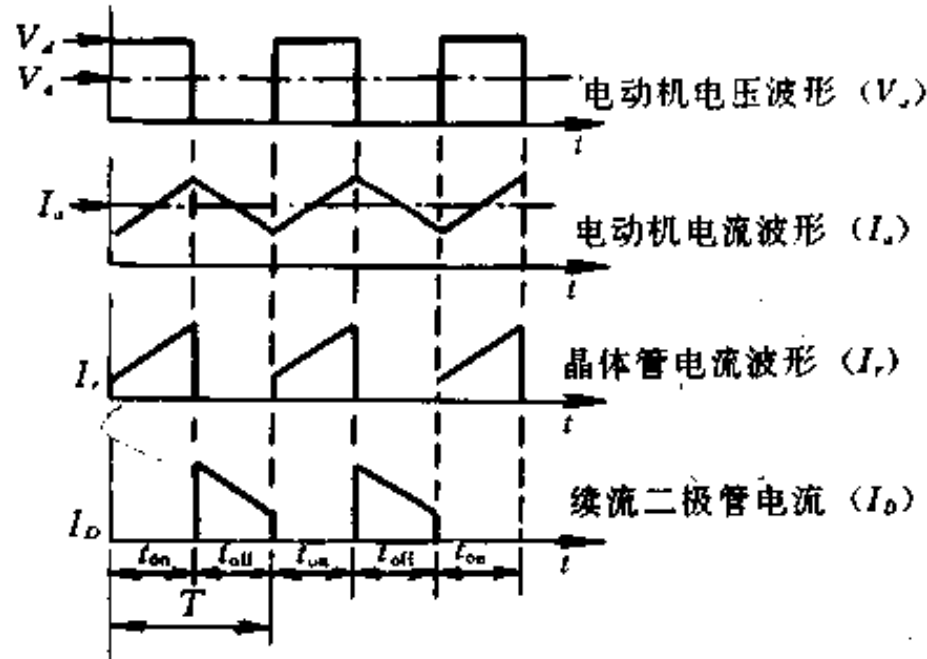 V_d
V_a
电动机电压波形（V_a）
t
I_a
电动机电流波形（I_a）
t
I_r
晶体管电流波形（I_r）
t
I_D
续流二极管电流（I_D）
t_on t_off t_on t_off t_on
t
T